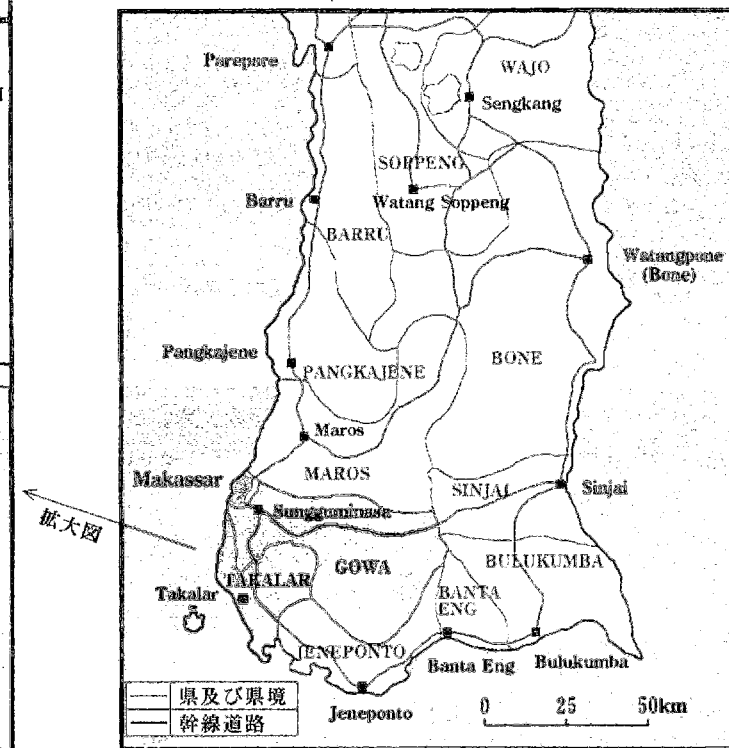 Parepare
WAJO
Sengkang
SOPPENG
Barru
Watang Soppeng
BARRU
Watangpone
(Bone)
Pangkajene
PANGKAJENE
BONE
Maros
Makassar
MAROS
SINJAI
Sinjai
拡大図
Sungguminasa
GOWA
BULUKUMBA
TAKALAR
Takalar
BANTA
ENG
JENEPONTO
Banta Eng
Bulukumba
県及び県境
幹線道路
Jeneponto
0 25 50km